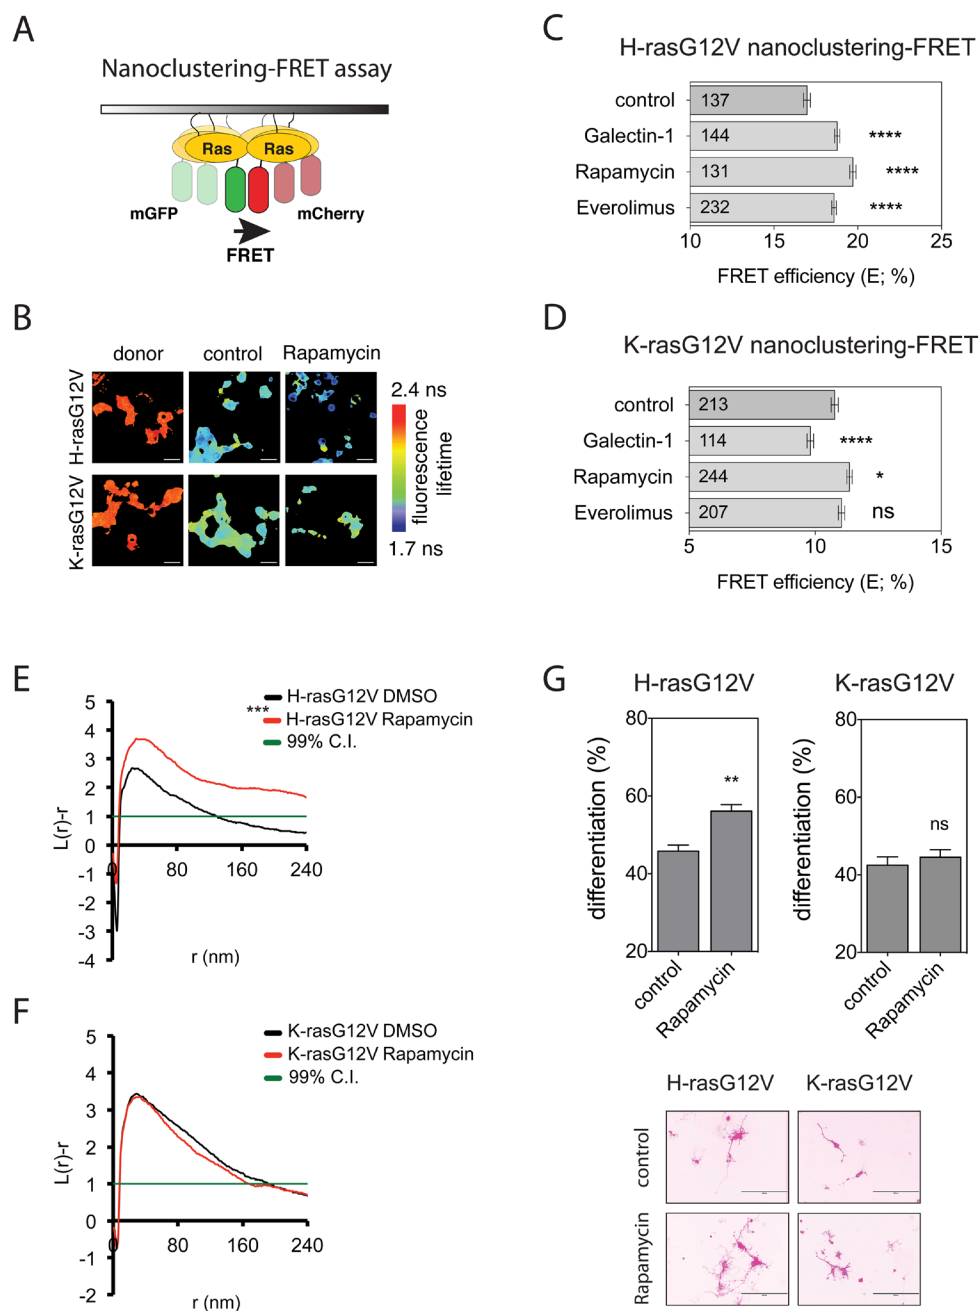 A
Nanoclustering-FRET assay
Ras
Ras
mGFP
mCherry
FRET
B
donor
control
Rapamycin
H-rasG12V
K-rasG12V
2.4 ns
fluorescence
lifetime
1.7 ns
C
H-rasG12V nanoclustering-FRET
control
137
Galectin-1
144
****
Rapamycin
131
****
Everolimus
232
****
10
15
20
25
FRET efficiency (E; %)
D
K-rasG12V nanoclustering-FRET
control
213
Galectin-1
114
****
Rapamycin
244
*
Everolimus
207
ns
5
10
15
FRET efficiency (E; %)
E
H-rasG12V DMSO
***
H-rasG12V Rapamycin
99% C.I.
5
4
3
2
1
0
-1
-2
-3
-4
L(r)-r
0
80
160
240
r (nm)
F
K-rasG12V DMSO
K-rasG12V Rapamycin
99% C.I.
5
4
3
2
1
0
-1
-2
L(r)-r
0
80
160
240
r (nm)
G
H-rasG12V
differentiation (%)
80
60
40
20
**
control
Rapamycin
K-rasG12V
differentiation (%)
80
60
40
20
ns
control
Rapamycin
H-rasG12V
K-rasG12V
control
Rapamycin